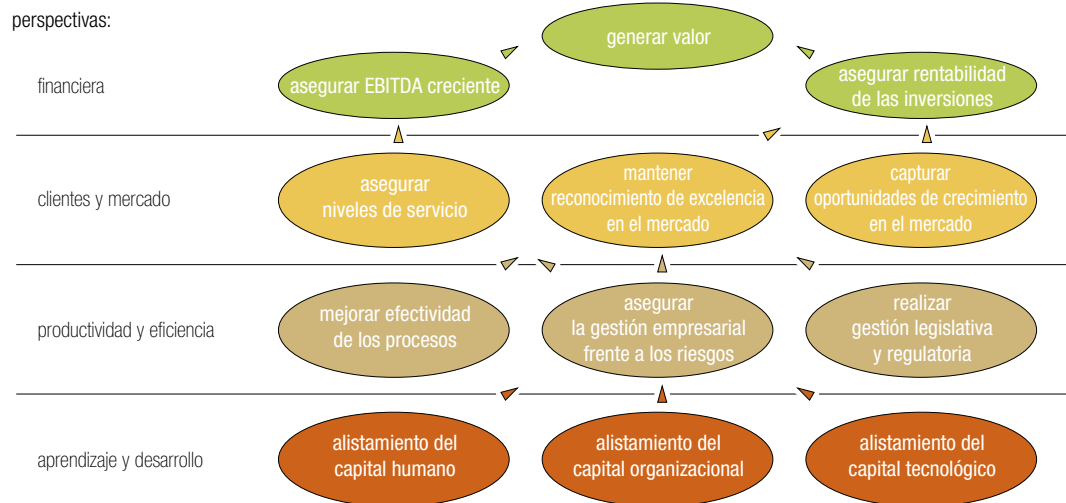 perspectivas:
generar valor
financiera
asegurar EBITDA creciente
asegurar rentabilidad
de las inversiones
clientes y mercado
asegurar
niveles de servicio
mantener
reconocimiento de excelencia
en el mercado
capturar
oportunidades de crecimiento
en el mercado
productividad y eficiencia
mejorar efectividad
de los procesos
asegurar
la gestión empresarial
frente a los riesgos
realizar
gestión legislativa
y regulatoria
aprendizaje y desarrollo
alistamiento del
capital humano
alistamiento del
capital organizacional
alistamiento del
capital tecnológico